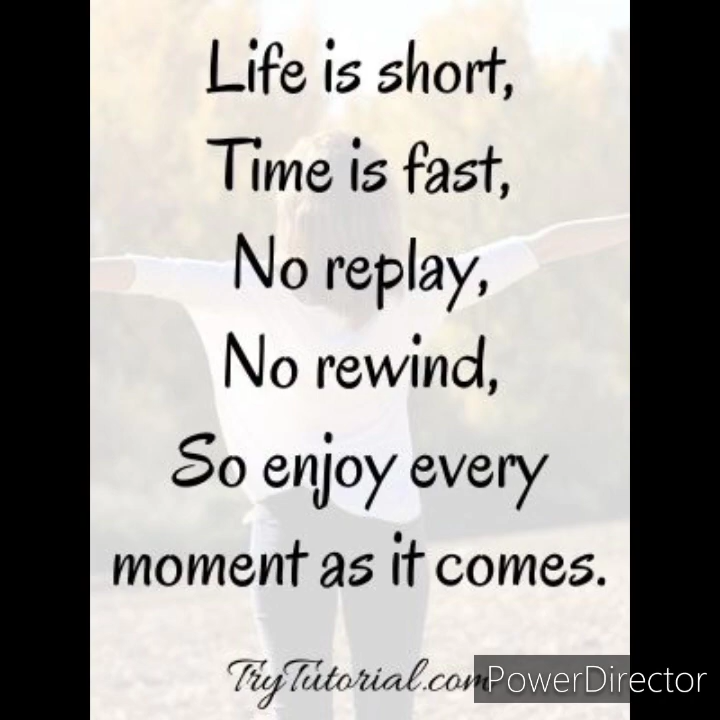 Life is short,
Time is fast,
No replay,
No rewind,
So enjoy every
moment as it comes.
TryTutorial.com
PowerDirector